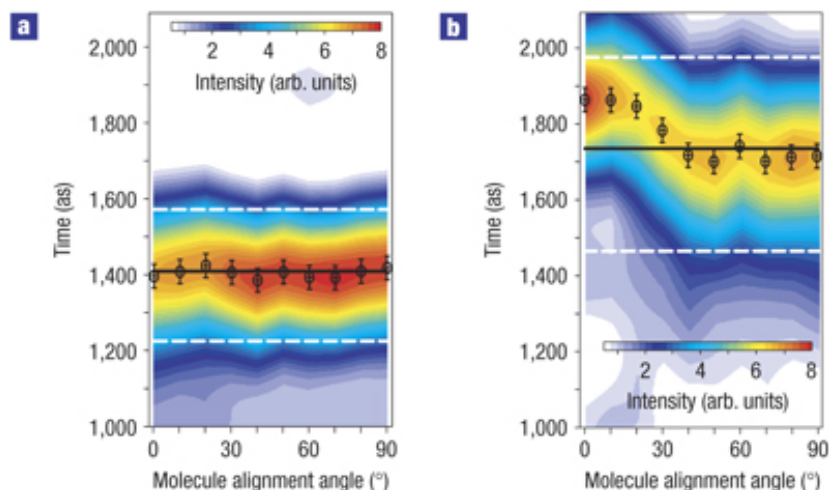 a
2,000
1,800
1,600
1,400
1,200
1,000
Time (as)
2 4 6 8
Intensity (arb. units)
0 30 60 90
Molecule alignment angle (°)
b
2,000
1,800
1,600
1,400
1,200
1,000
Time (as)
2 4 6 8
Intensity (arb. units)
0 30 60 90
Molecule alignment angle (°)